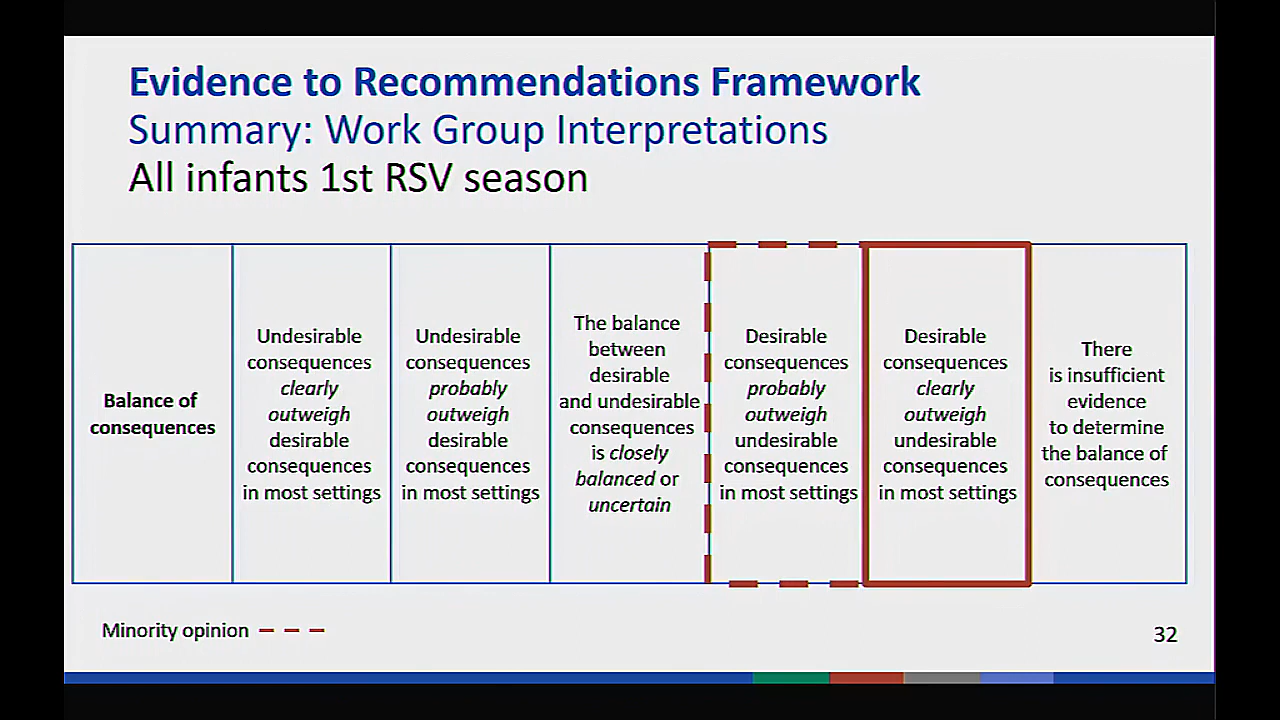 Evidence to Recommendations Framework
Summary: Work Group Interpretations
All infants 1st RSV season
Balance of
consequences
Undesirable
consequences
clearly
outweigh
desirable
consequences
in most settings
Undesirable
consequences
probably
outweigh
desirable
consequences
in most settings
The balance
between
desirable
and undesirable
consequences
is closely
balanced or
uncertain
Desirable
consequences
probably
outweigh
undesirable
consequences
in most settings
Desirable
consequences
clearly
outweigh
undesirable
consequences
in most settings
There
is insufficient
evidence
to determine
the balance of
consequences
Minority opinion
32